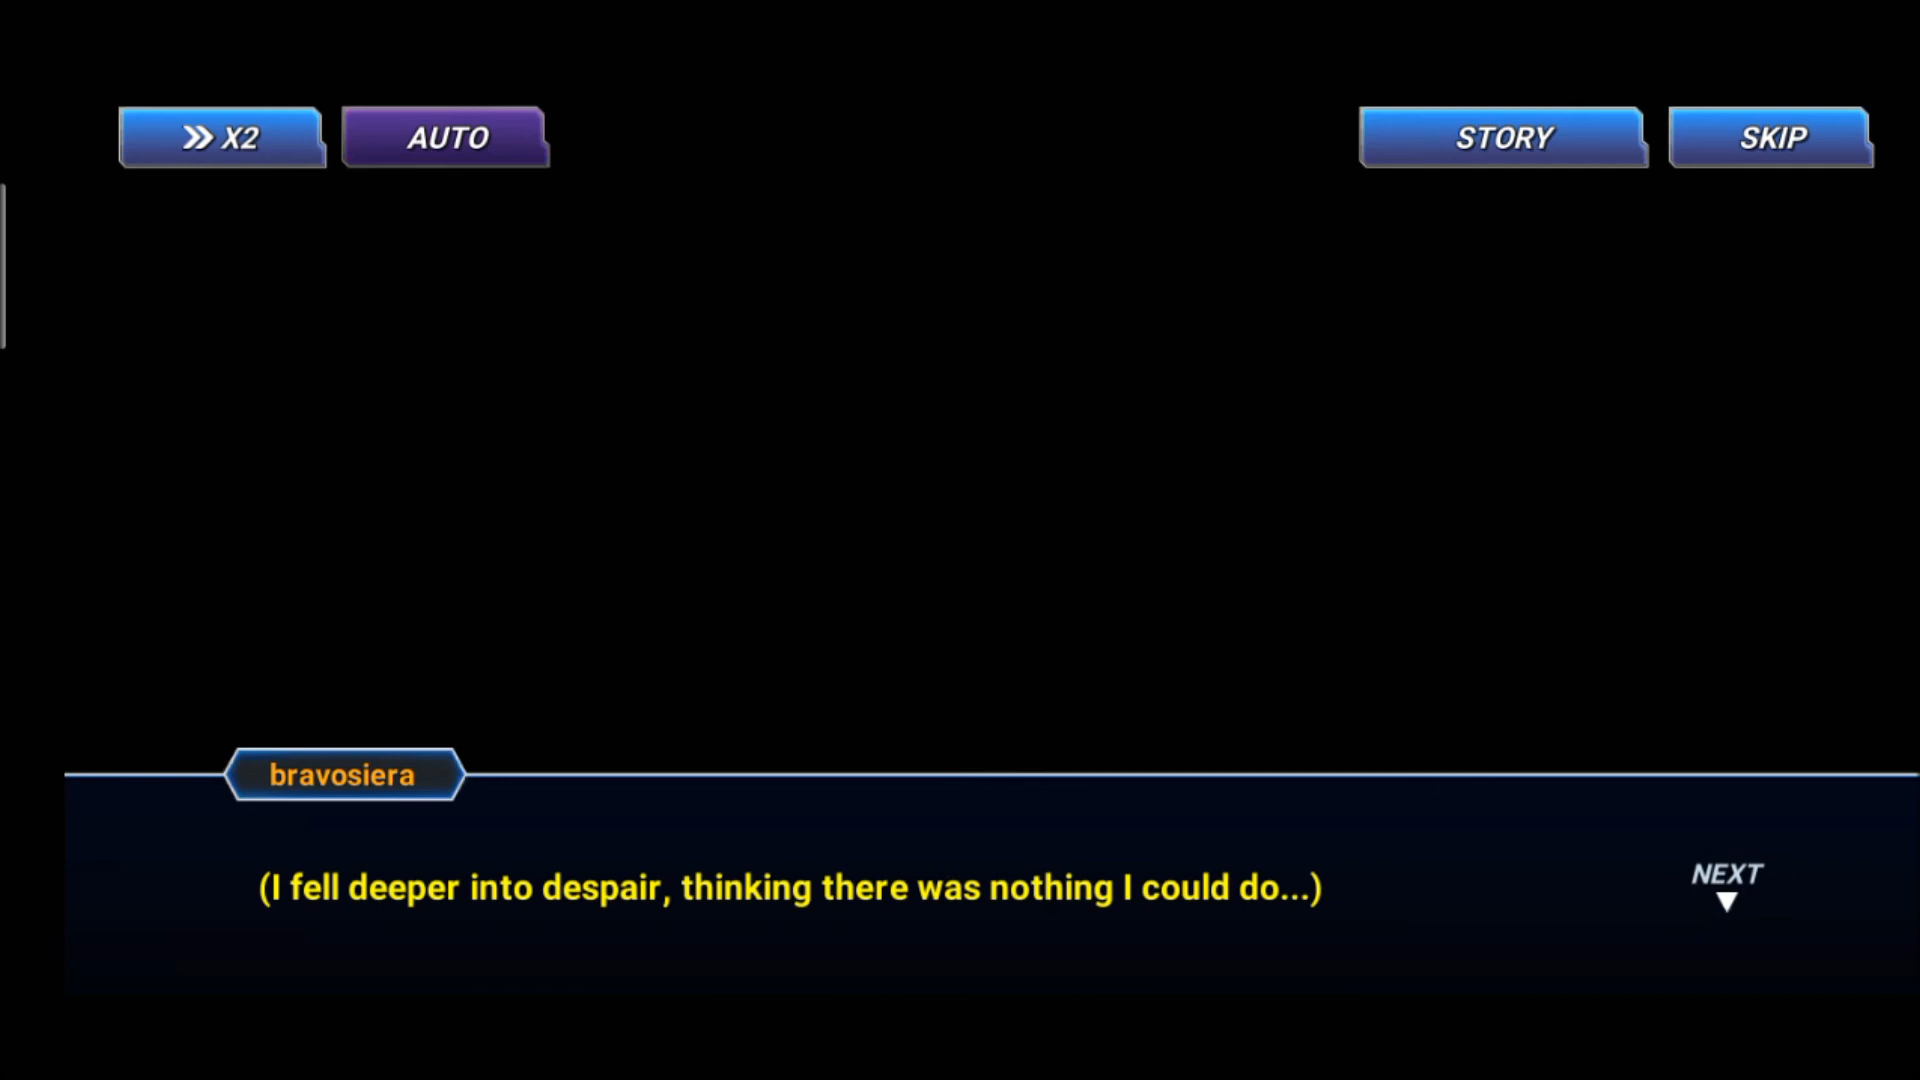 X2
AUTO
STORY
SKIP
bravosiera
(I fell deeper into despair, thinking there was nothing I could do...)
NEXT